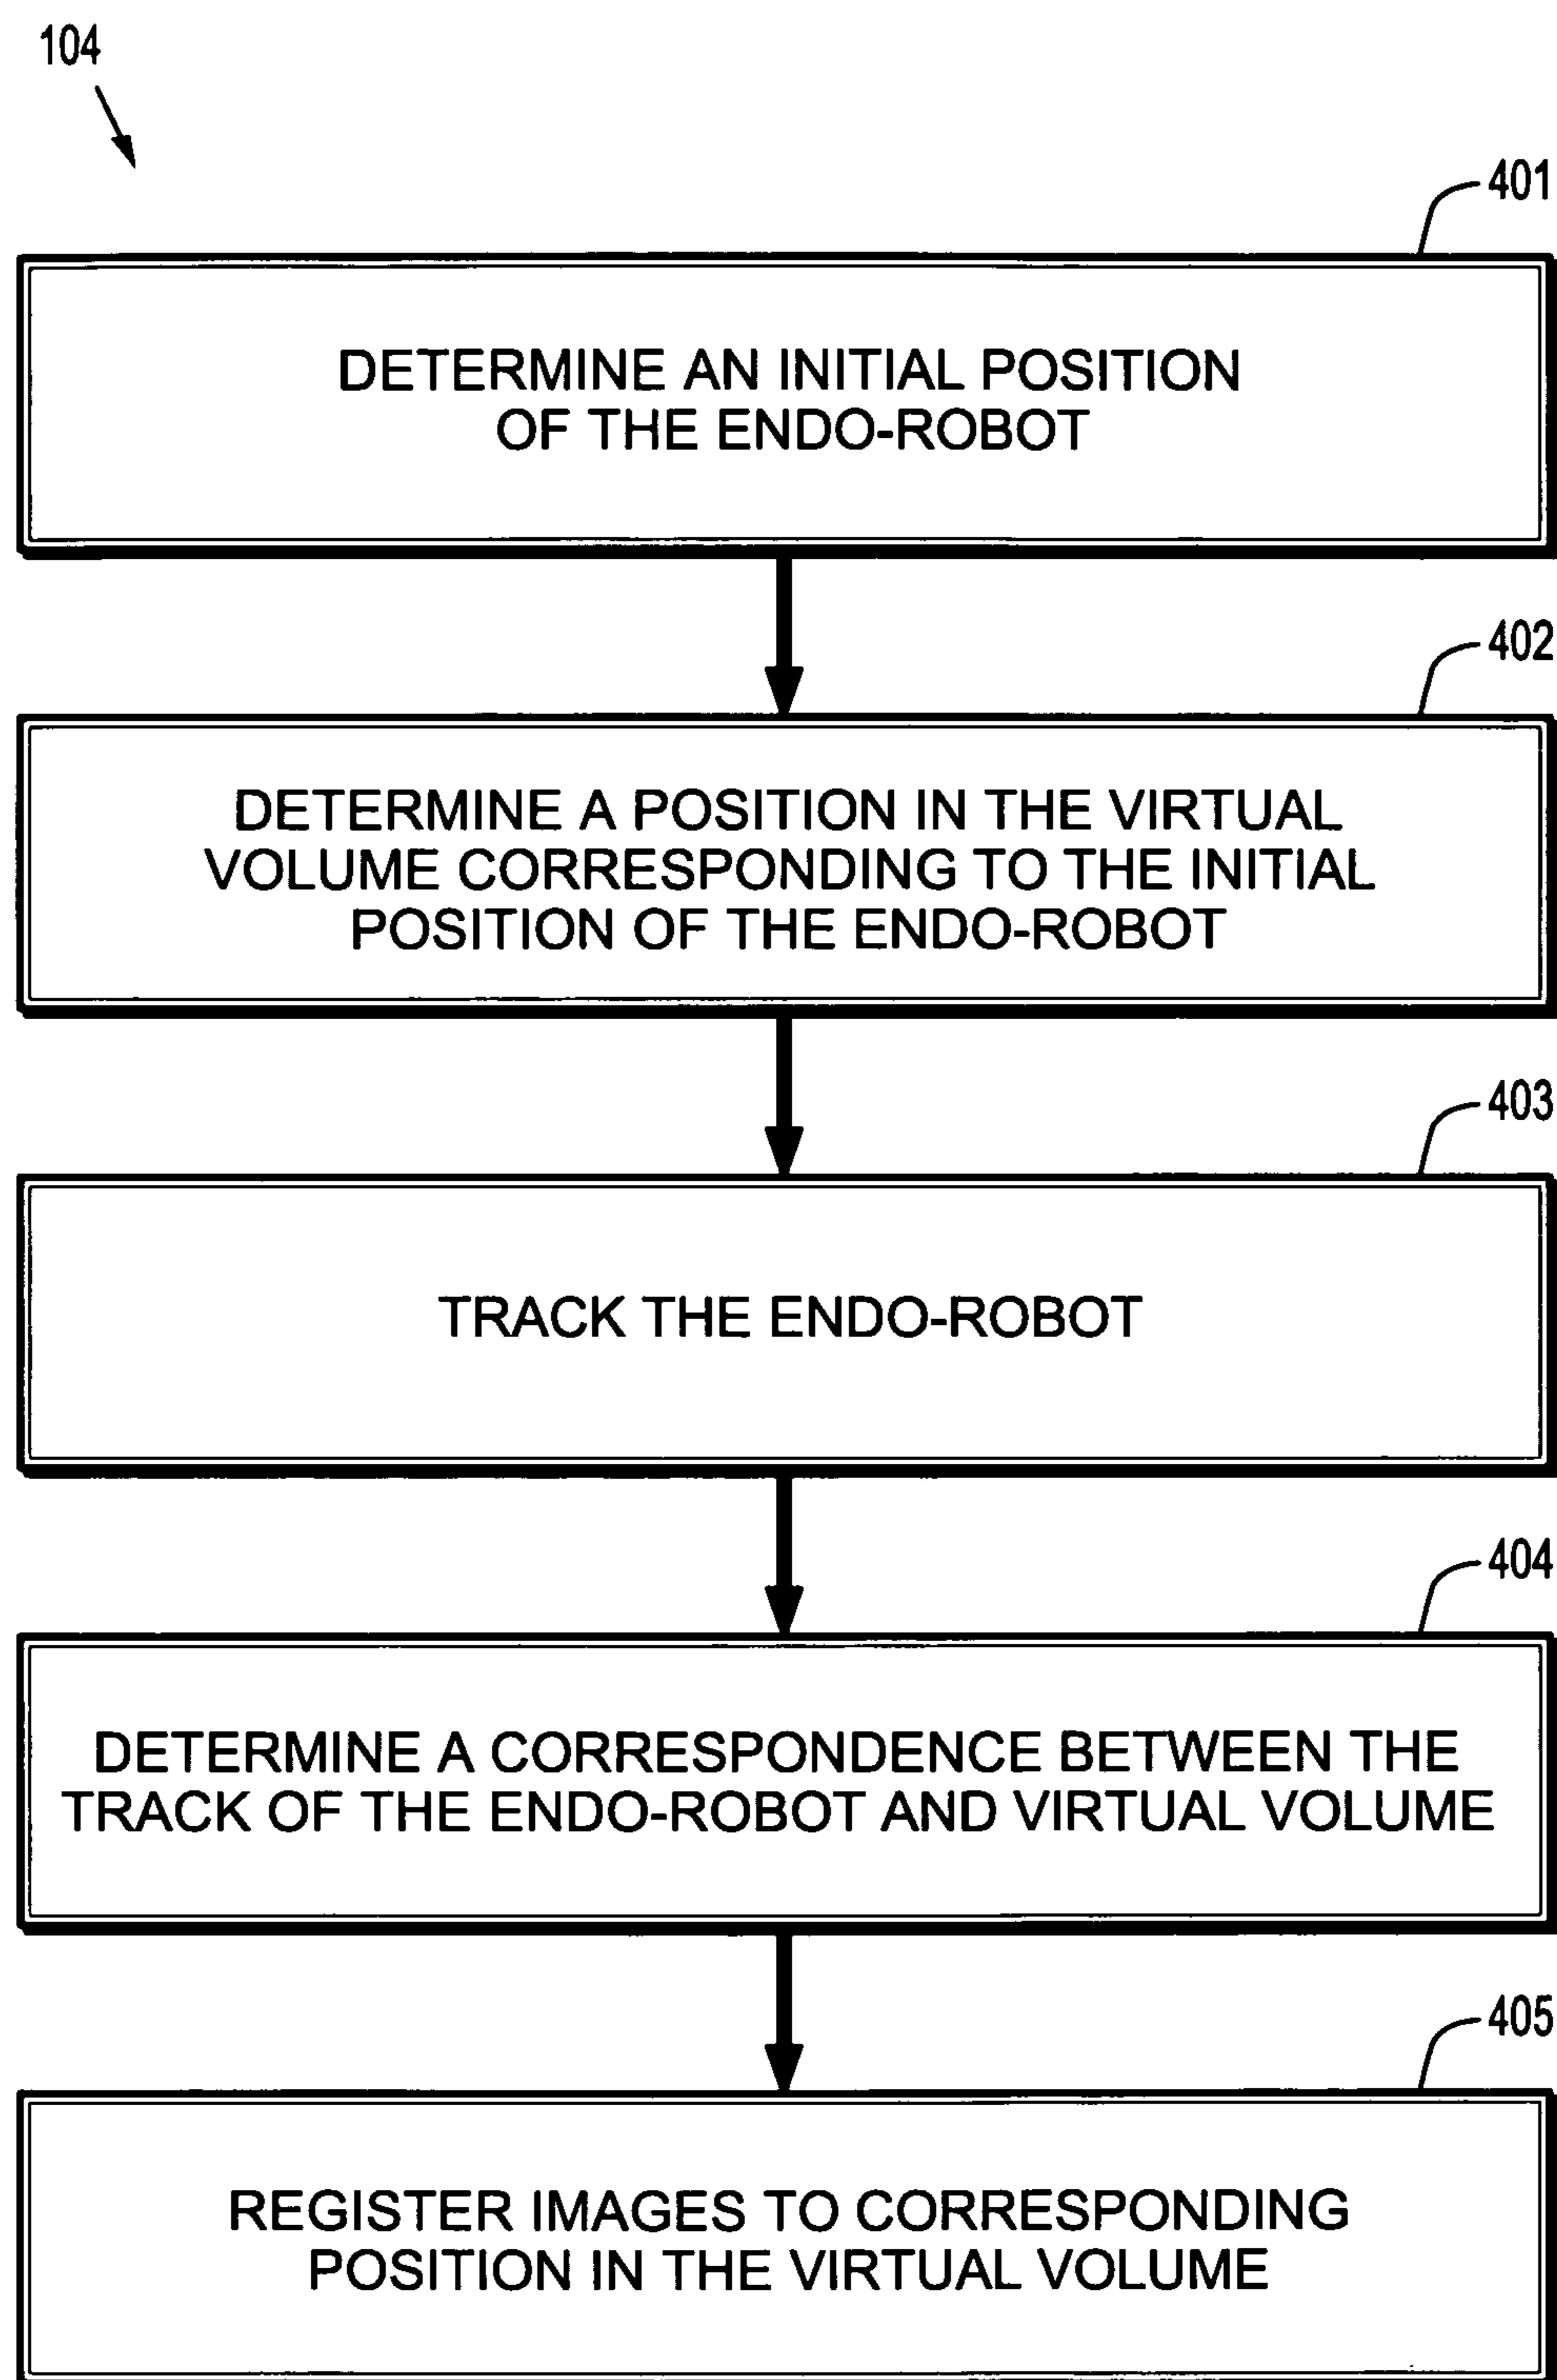 104
401
DETERMINE AN INITIAL POSITION
OF THE ENDO-ROBOT
402
DETERMINE A POSITION IN THE VIRTUAL
VOLUME CORRESPONDING TO THE INITIAL
POSITION OF THE ENDO-ROBOT
403
TRACK THE ENDO-ROBOT
404
DETERMINE A CORRESPONDENCE BETWEEN THE
TRACK OF THE ENDO-ROBOT AND VIRTUAL VOLUME
405
REGISTER IMAGES TO CORRESPONDING
POSITION IN THE VIRTUAL VOLUME